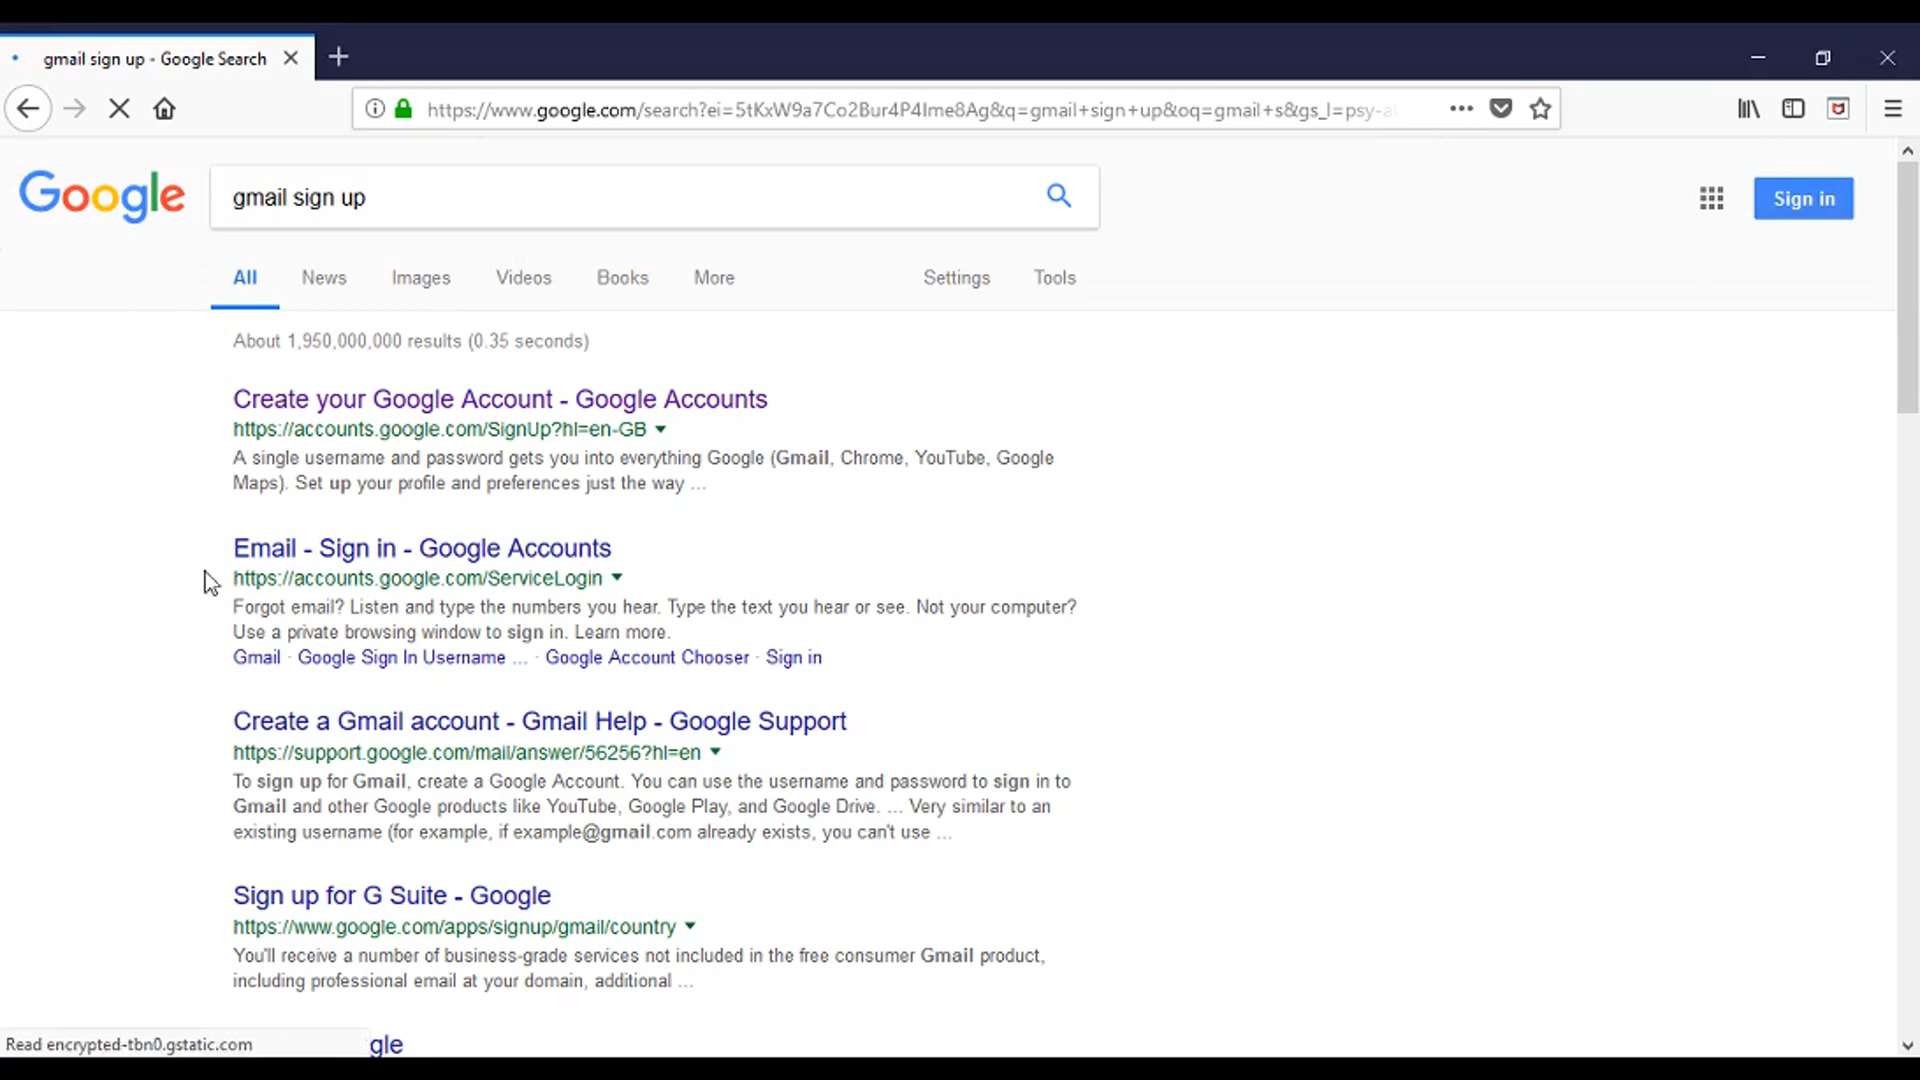 gmail sign up - Google Search
https://www.google.com/search?ei=5tKxW9a7Co2Bur4P4Ime8Ag&q=gmail+sign+up&oq=gmail+s&gs_l=psy-a
Google
gmail sign up
Sign in
All News Images Videos Books More Settings Tools
About 1,950,000,000 results (0.35 seconds)
Create your Google Account - Google Accounts
https://accounts.google.com/SignUp?hl=en-GB
A single username and password gets you into everything Google (Gmail, Chrome, YouTube, Google
Maps). Set up your profile and preferences just the way ...
Email - Sign in - Google Accounts
https://accounts.google.com/ServiceLogin
Forgot email? Listen and type the numbers you hear. Type the text you hear or see. Not your computer?
Use a private browsing window to sign in. Learn more.
Gmail · Google Sign In Username ... · Google Account Chooser · Sign in
Create a Gmail account - Gmail Help - Google Support
https://support.google.com/mail/answer/56256?hl=en
To sign up for Gmail, create a Google Account. You can use the username and password to sign in to
Gmail and other Google products like YouTube, Google Play, and Google Drive. ... Very similar to an
existing username (for example, if example@gmail.com already exists, you can't use ...
Sign up for G Suite - Google
https://www.google.com/apps/signup/gmail/country
You'll receive a number of business-grade services not included in the free consumer Gmail product,
including professional email at your domain, additional ...
Read encrypted-tbn0.gstatic.com
gle